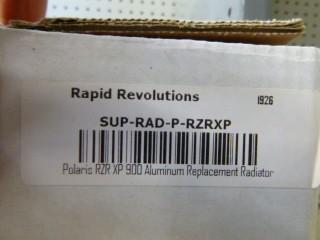 Rapid Revolutions 1926
SUP-RAD-P-RZRXP
Polaris RZR XP 900 Aluminum Replacement Radiator